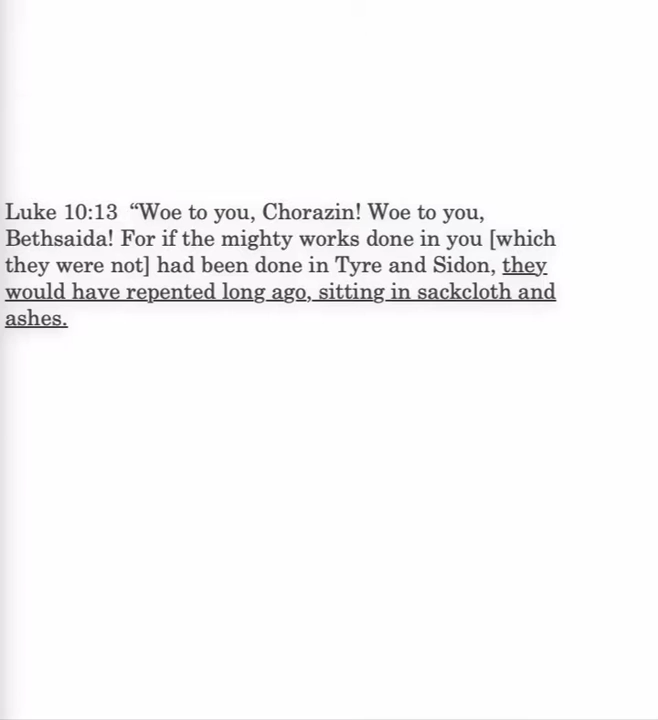 Luke 10:13  “Woe to you, Chorazin! Woe to you,
Bethsaida! For if the mighty works done in you [which
they were not] had been done in Tyre and Sidon, they
would have repented long ago, sitting in sackcloth and
ashes.